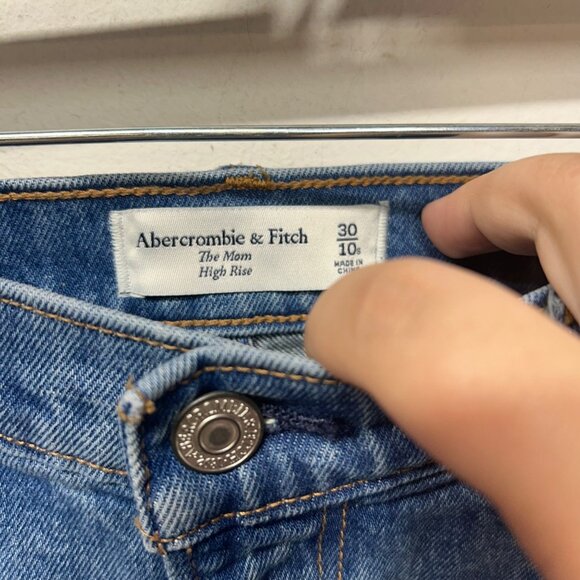 Abercrombie & Fitch
The Mom
High Rise
30
10s
MADE IN
CHINA